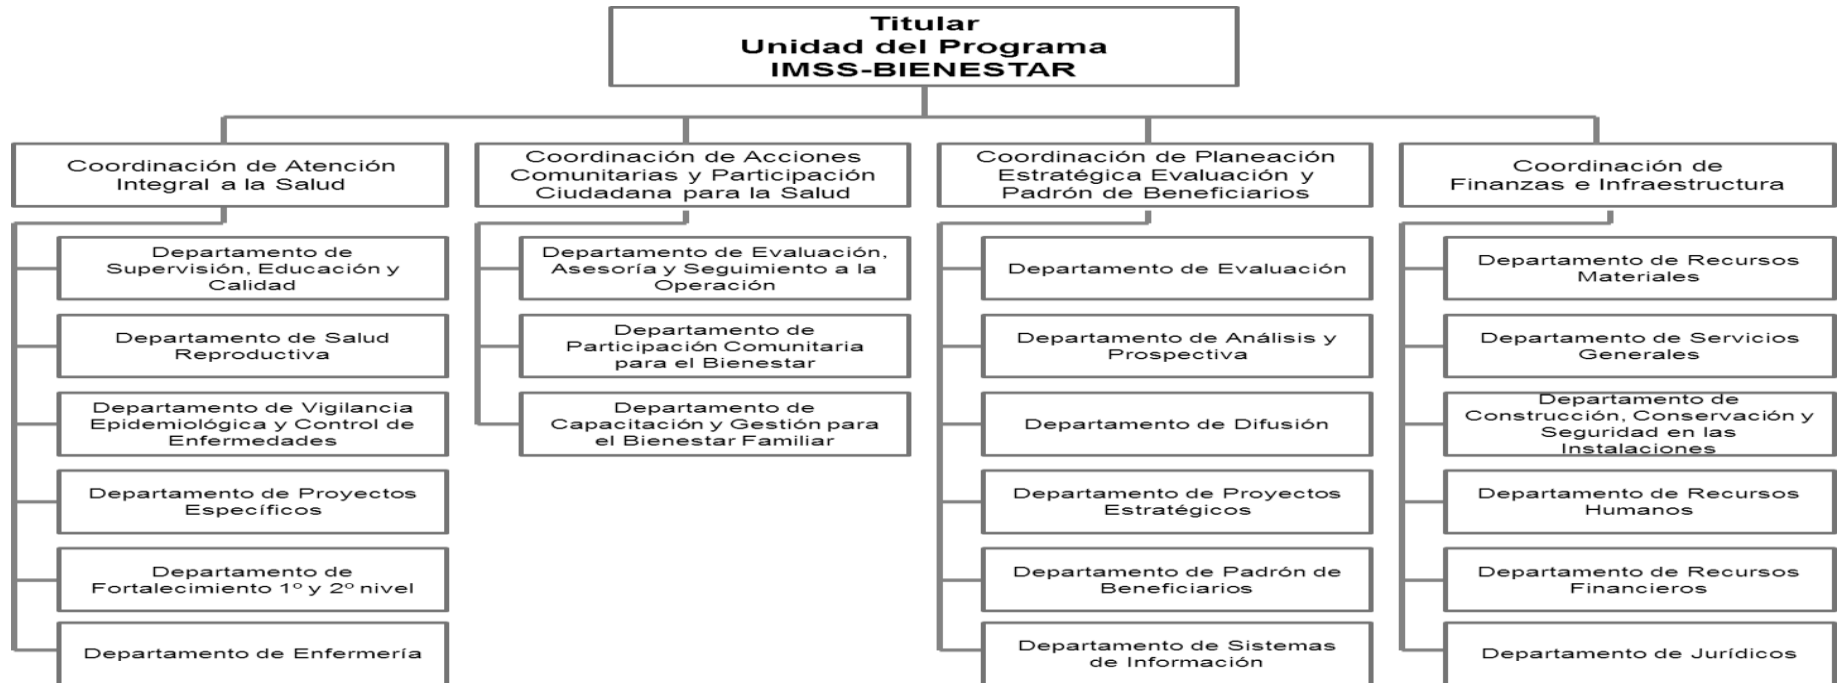 Titular
Unidad del Programa
IMSS-BIENESTAR
Coordinación de Atención
Integral a la Salud
Departamento de
Supervisión, Educación y
Calidad
Departamento de Salud
Reproductiva
Departamento de Vigilancia
Epidemiológica y Control de
Enfermedades
Departamento de Proyectos
Específicos
Departamento de
Fortalecimiento 1º y 2º nivel
Departamento de Enfermería
Coordinación de Acciones
Comunitarias y Participación
Ciudadana para la Salud
Departamento de Evaluación,
Asesoría y Seguimiento a la
Operación
Departamento de
Participación Comunitaria
para el Bienestar
Departamento de
Capacitación y Gestión para
el Bienestar Familiar
Coordinación de Planeación
Estratégica Evaluación y
Padrón de Beneficiarios
Departamento de Evaluación
Departamento de Análisis y
Prospectiva
Departamento de Difusión
Departamento de Proyectos
Estratégicos
Departamento de Padrón de
Beneficiarios
Departamento de Sistemas
de Información
Coordinación de
Finanzas e Infraestructura
Departamento de Recursos
Materiales
Departamento de Servicios
Generales
Departamento de
Construcción, Conservación y
Seguridad en las
Instalaciones
Departamento de Recursos
Humanos
Departamento de Recursos
Financieros
Departamento de Jurídicos